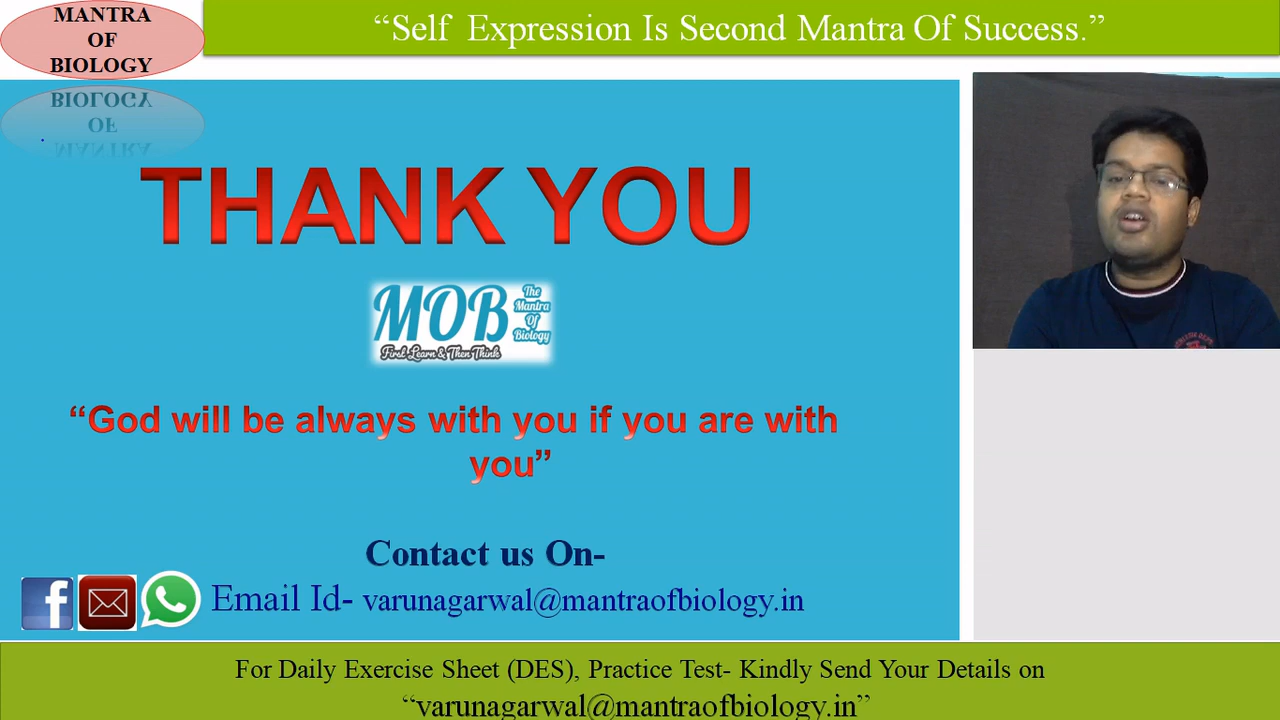 MANTRA
OF
BIOLOGY
“Self Expression Is Second Mantra Of Success.”
THANK YOU
MOB
The
Mantra
Of
Biology
First Learn & Then Think
“God will be always with you if you are with
you”
Contact us On-
Email Id- varunagarwal@mantraofbiology.in
For Daily Exercise Sheet (DES), Practice Test- Kindly Send Your Details on
“varunagarwal@mantraofbiology.in”